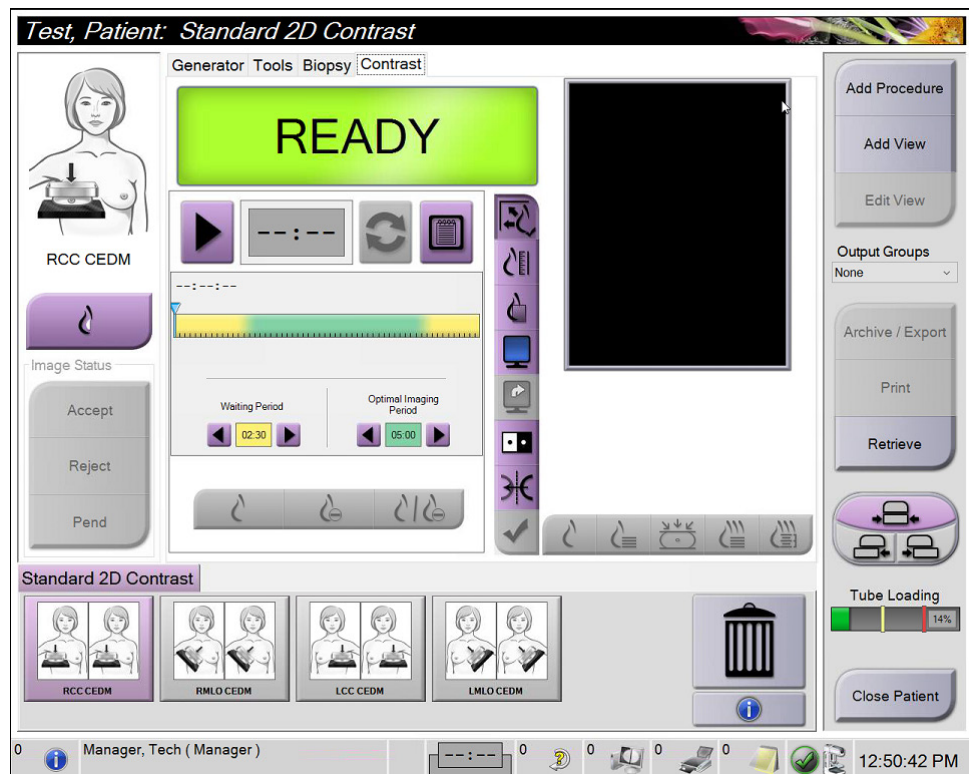 Test, Patient: Standard 2D Contrast
Generator Tools Biopsy Contrast
READY
RCC CEDM
--:--
--:--:--
Waiting Period
02:30
Optimal Imaging
Period
05:00
Image Status
Accept
Reject
Pend
Add Procedure
Add View
Edit View
Output Groups
None
Archive / Export
Print
Retrieve
Tube Loading
14%
Close Patient
Standard 2D Contrast
RCC CEDM
RMLO CEDM
LCC CEDM
LMLO CEDM
0
Manager, Tech ( Manager )
--:--
0
0
0
0
12:50:42 PM